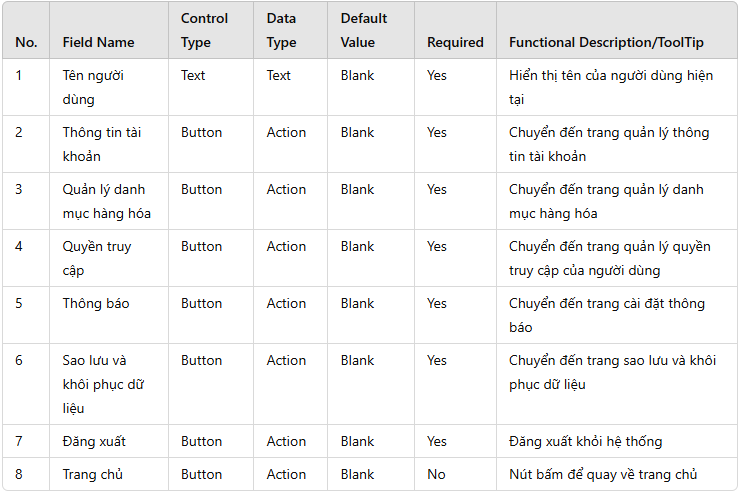 No. Field Name Control Type Data Type Default Value Required Functional Description/ToolTip
1 Tên người dùng Text Text Blank Yes Hiển thị tên của người dùng hiện tại
2 Thông tin tài khoản Button Action Blank Yes Chuyển đến trang quản lý thông tin tài khoản
3 Quản lý danh mục hàng hóa Button Action Blank Yes Chuyển đến trang quản lý danh mục hàng hóa
4 Quyền truy cập Button Action Blank Yes Chuyển đến trang quản lý quyền truy cập của người dùng
5 Thông báo Button Action Blank Yes Chuyển đến trang cài đặt thông báo
6 Sao lưu và khôi phục dữ liệu Button Action Blank Yes Chuyển đến trang sao lưu và khôi phục dữ liệu
7 Đăng xuất Button Action Blank Yes Đăng xuất khỏi hệ thống
8 Trang chủ Button Action Blank No Nút bấm để quay về trang chủ